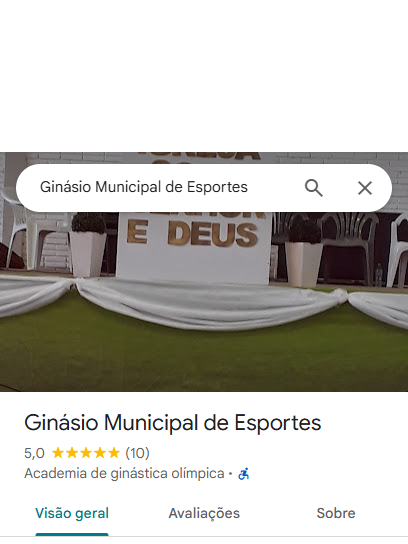 Ginásio Municipal de Esportes
E DEUS
Ginásio Municipal de Esportes
5,0 ★★★★★ (10)
Academia de ginástica olímpica ·
Visão geral
Avaliações
Sobre